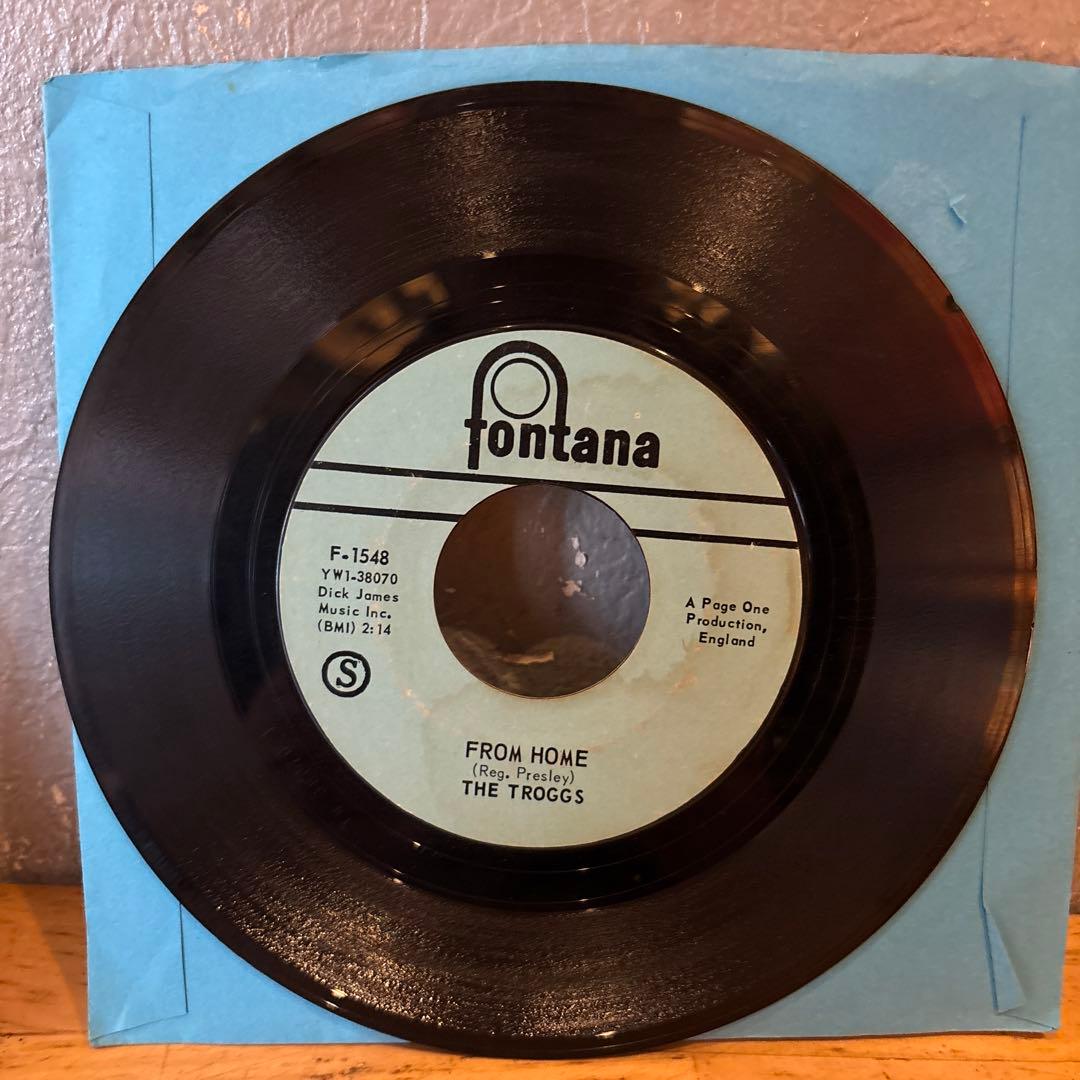 fontana
F-1548
YW1-38070
Dick James
Music Inc.
(BMI) 2:14
S
A Page One
Production,
England
FROM HOME
(Reg. Presley)
THE TROGGS